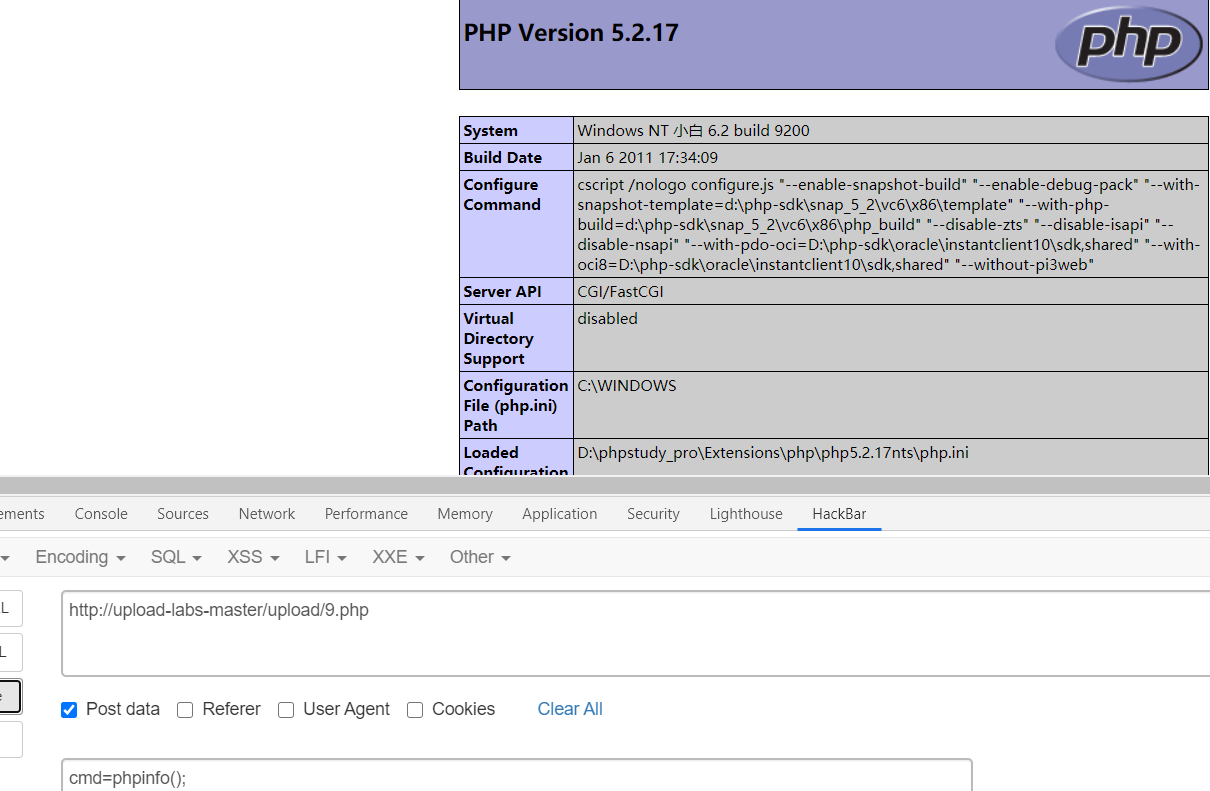 PHP Version 5.2.17
php
System Windows NT 小白 6.2 build 9200
Build Date Jan 6 2011 17:34:09
Configure Command cscript /nologo configure.js "--enable-snapshot-build" "--enable-debug-pack" "--with-
snapshot-template=d:\php-sdk\snap_5_2\vc6\x86\template" "--with-php-
build=d:\php-sdk\snap_5_2\vc6\x86\php_build" "--disable-zts" "--disable-isapi" "--
disable-nsapi" "--with-pdo-oci=D:\php-sdk\oracle\instantclient10\sdk,shared" "--with-
oci8=D:\php-sdk\oracle\instantclient10\sdk,shared" "--without-pi3web"
Server API CGI/FastCGI
Virtual Directory Support disabled
Configuration File (php.ini) Path C:\WINDOWS
Loaded Configuration D:\phpstudy_pro\Extensions\php\php5.2.17nts\php.ini
ements Console Sources Network Performance Memory Application Security Lighthouse HackBar
Encoding SQL XSS LFI XXE Other
L http://upload-labs-master/upload/9.php
L
e
Post data Referer User Agent Cookies Clear All
cmd=phpinfo();